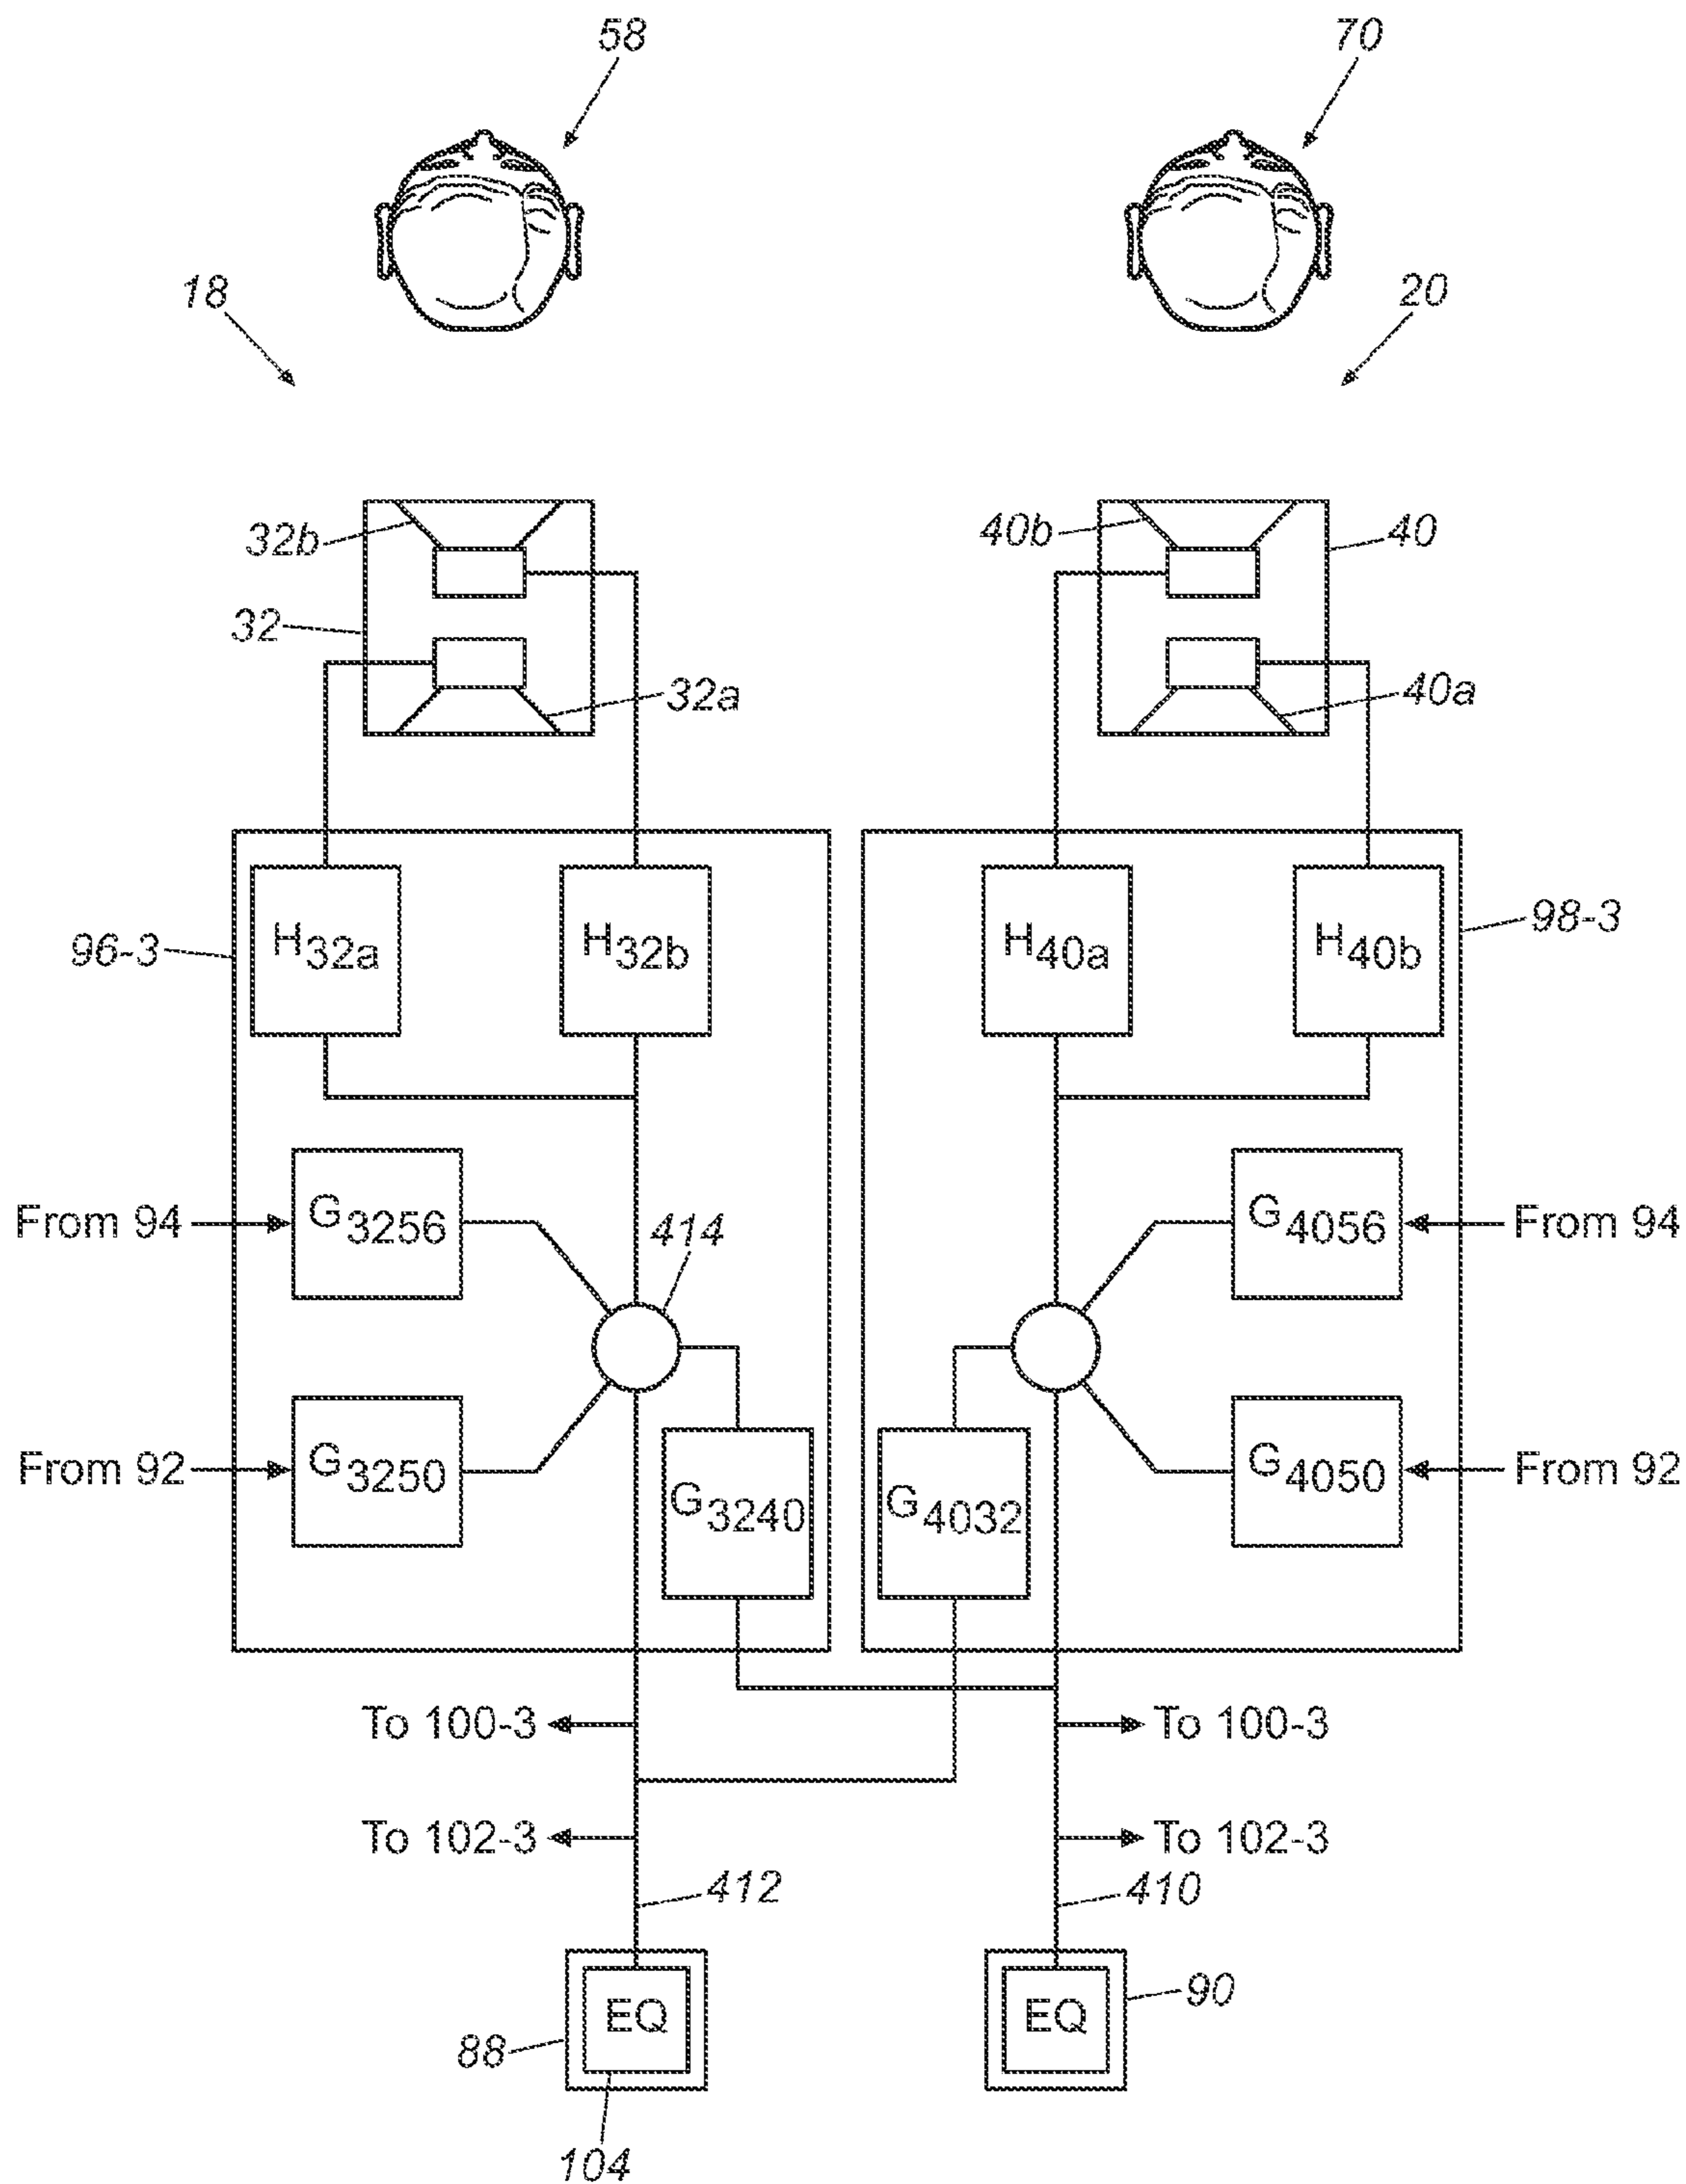 58
70
18
20
32b
40b
40
32
32a
40a
96-3
H32a
H32b
H40a
H40b
98-3
From 94
G3256
414
G4056
From 94
From 92
G3250
G3240
G4032
G4050
From 92
To 100-3
To 100-3
To 102-3
To 102-3
412
410
88
EQ
EQ
90
104